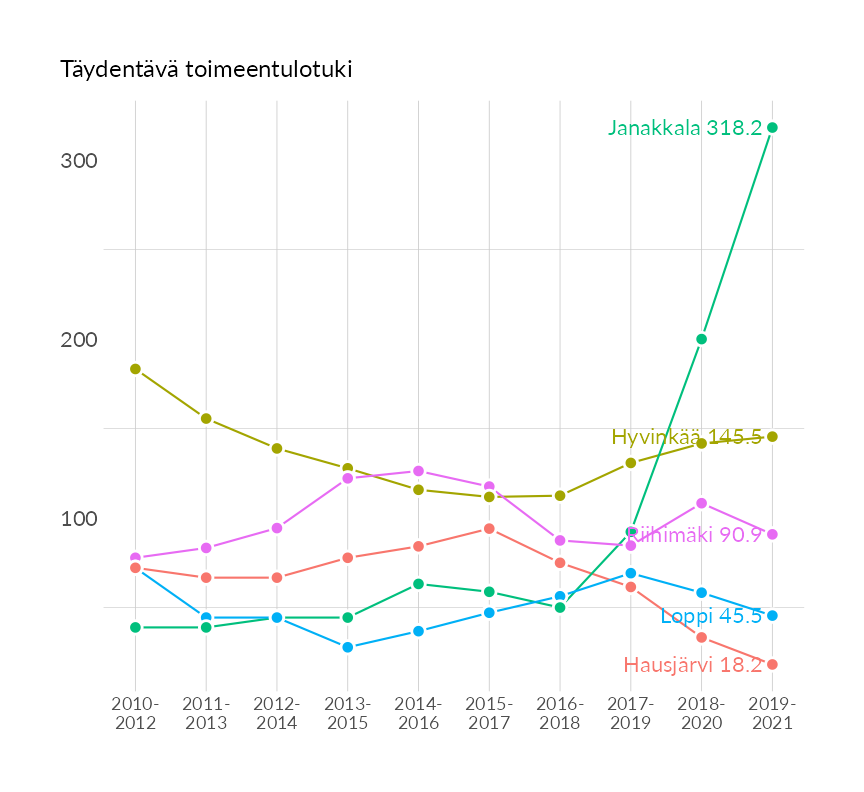 Täydentävä toimeentulotuki
Janakkala 318.2
300
200
Hyvinkää 145.5
100
Riihimäki 90.9
Loppi 45.5
Hausjärvi 18.2
2010-2012
2011-2013
2012-2014
2013-2015
2014-2016
2015-2017
2016-2018
2017-2019
2018-2020
2019-2021